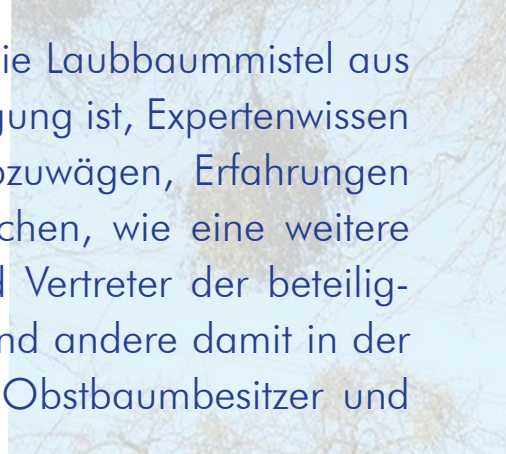 ie Laubbaummistel aus
gung ist, Expertenwissen
ozuwägen, Erfahrungen
chen, wie eine weitere
Vertreter der beteilig-
nd andere damit in der
Obstbaumbesitzer und